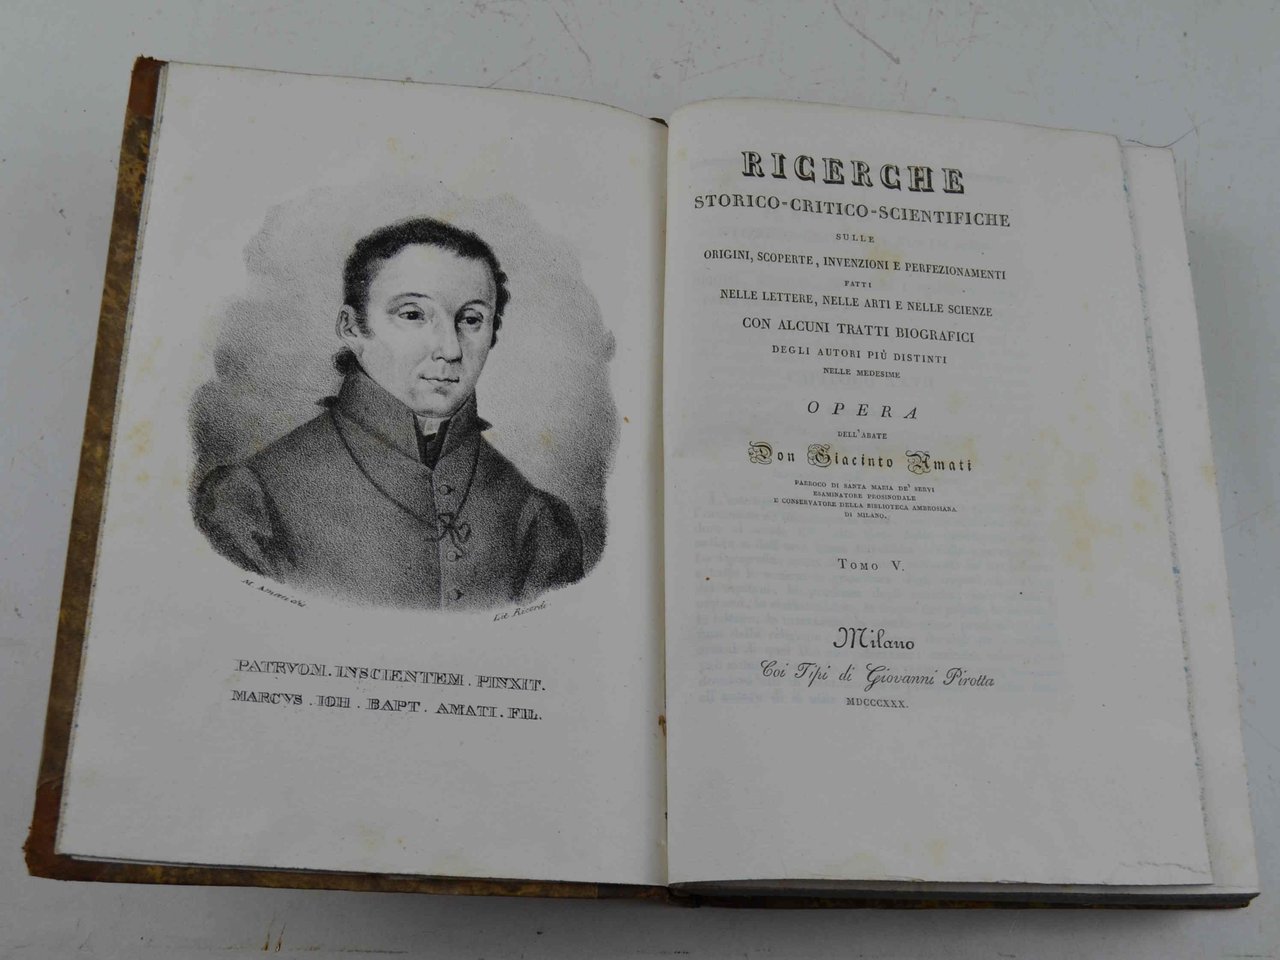 M. Amati del.
Lit. Ricordi
PATRVOM . INSCIENTEM . PINXIT .
MARCVS . IOH . BAPT . AMATI . FIL .
RICERCHE
STORICO-CRITICO-SCIENTIFICHE
SULLE
ORIGINI, SCOPERTE, INVENZIONI E PERFEZIONAMENTI
FATTI
NELLE LETTERE, NELLE ARTI E NELLE SCIENZE
CON ALCUNI TRATTI BIOGRAFICI
DEGLI AUTORI PIÙ DISTINTI
NELLE MEDESIME
OPERA
DELL'ABATE
Don Giacinto Amati
PARROCO DI SANTA MARIA DE' SERVI
ESAMINATORE PROSINODALE
E CONSERVATORE DELLA BIBLIOTECA AMBROSIANA
DI MILANO.
TOMO V.
Milano
Coi Tipi di Giovanni Pirotta
MDCCCXXX.